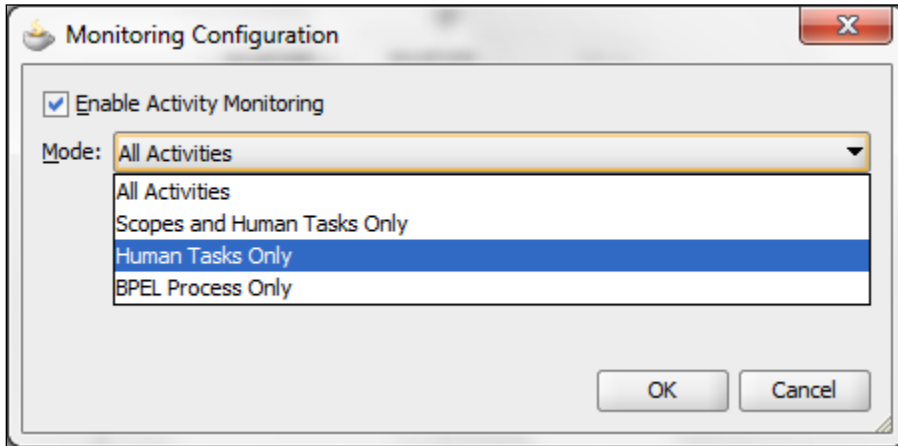 Monitoring Configuration
Enable Activity Monitoring
Mode: All Activities
All Activities
Scopes and Human Tasks Only
Human Tasks Only
BPEL Process Only
OK Cancel